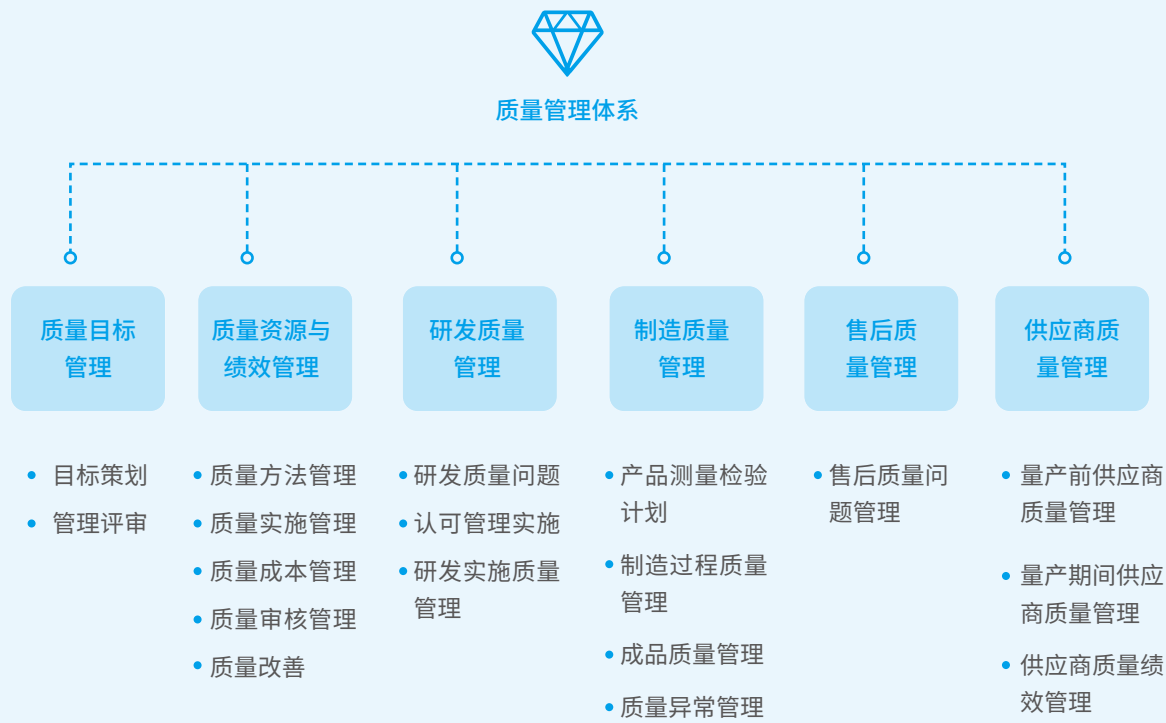 质量管理体系
质量目标
管理
质量资源与
绩效管理
研发质量
管理
制造质量
管理
售后质
量管理
供应商质
量管理
目标策划
管理评审
质量方法管理
质量实施管理
质量成本管理
质量审核管理
质量改善
研发质量问题
认可管理实施
研发实施质量
管理
产品测量检验
计划
制造过程质量
管理
成品质量管理
质量异常管理
售后质量问
题管理
量产前供应商
质量管理
量产期间供应
商质量管理
供应商质量绩
效管理